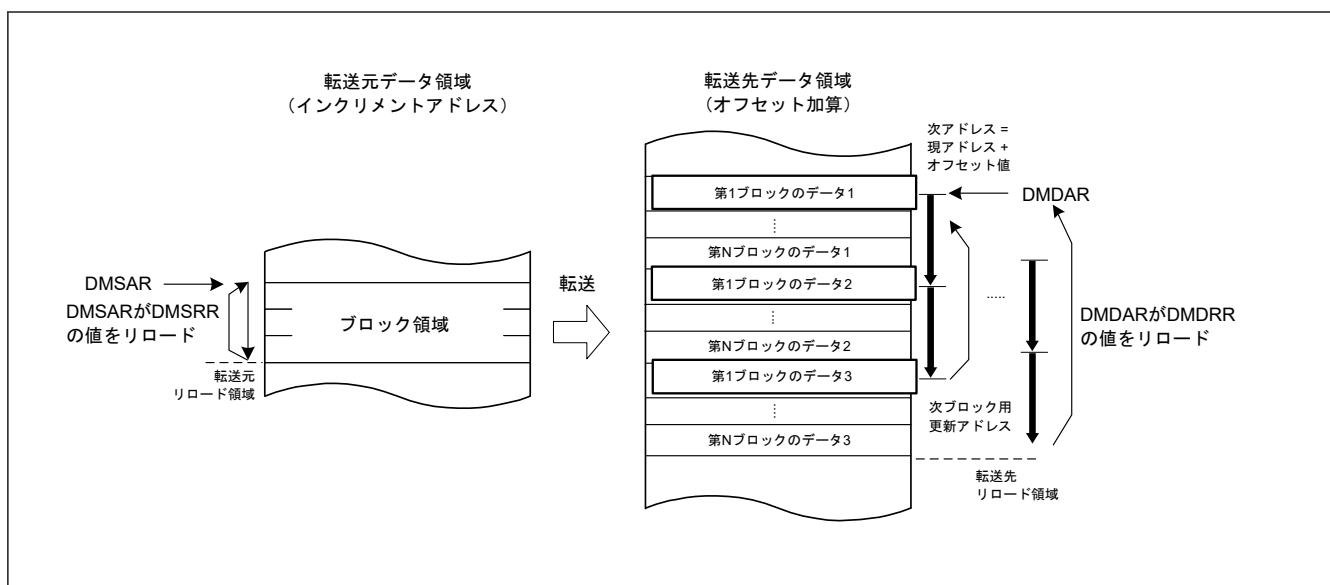 転送元データ領域
（インクリメントアドレス）
DMSAR
DMSARがDMSRR
の値をリロード
ブロック領域
転送元
リロード領域
転送
転送先データ領域
（オフセット加算）
第1ブロックのデータ1
⋮
第Nブロックのデータ1
第1ブロックのデータ2
⋮
第Nブロックのデータ2
第1ブロックのデータ3
⋮
第Nブロックのデータ3
次アドレス =
現アドレス +
オフセット値
DMDAR
.....
DMDARがDMDRR
の値をリロード
次ブロック用
更新アドレス
転送先
リロード領域